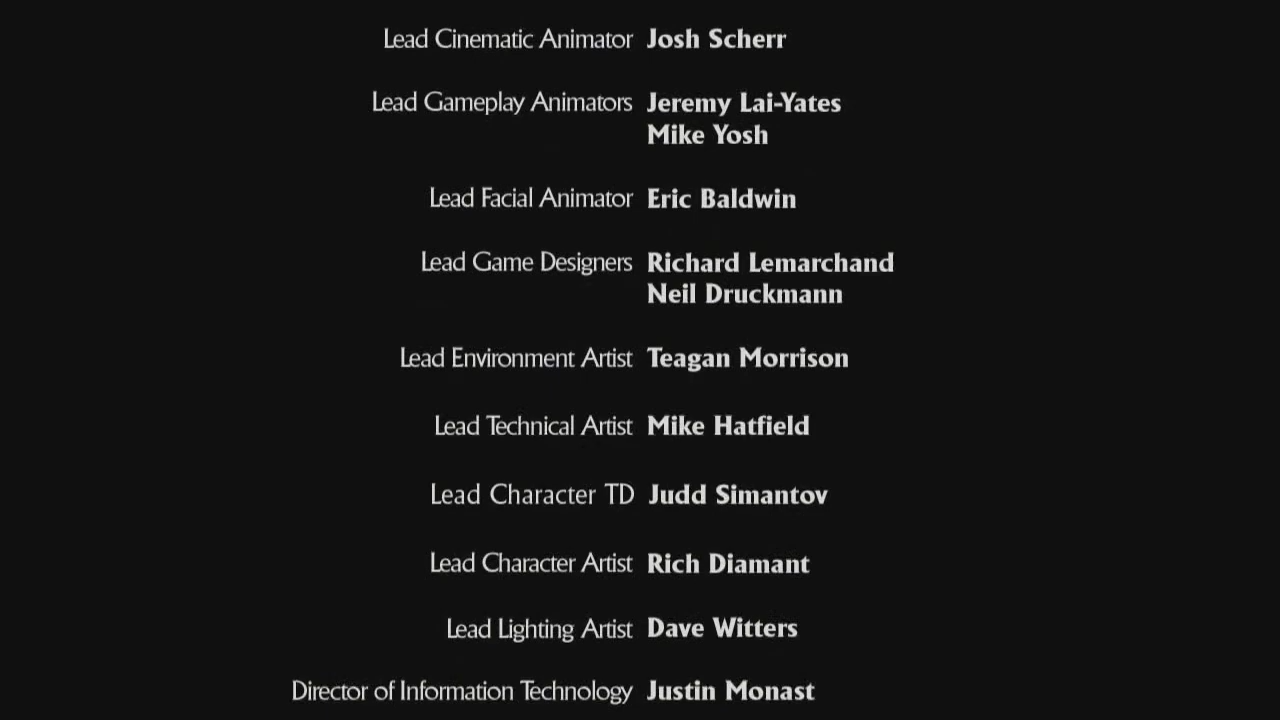 Lead Cinematic Animator Josh Scherr
Lead Gameplay Animators Jeremy Lai-Yates
Mike Yosh
Lead Facial Animator Eric Baldwin
Lead Game Designers Richard Lemarchand
Neil Druckmann
Lead Environment Artist Teagan Morrison
Lead Technical Artist Mike Hatfield
Lead Character TD Judd Simantov
Lead Character Artist Rich Diamant
Lead Lighting Artist Dave Witters
Director of Information Technology Justin Monast